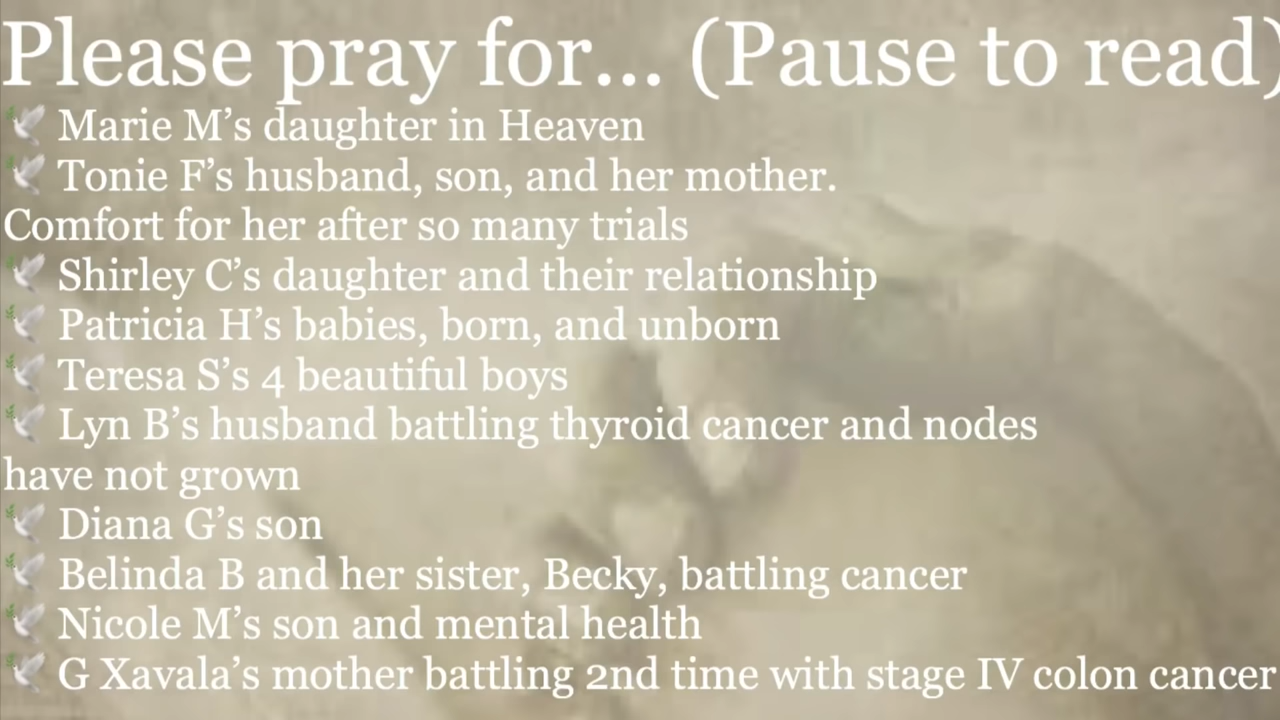 Please pray for... (Pause to read)
🕊 Marie M’s daughter in Heaven
🕊 Tonie F’s husband, son, and her mother.
Comfort for her after so many trials
🕊 Shirley C’s daughter and their relationship
🕊 Patricia H’s babies, born, and unborn
🕊 Teresa S’s 4 beautiful boys
🕊 Lyn B’s husband battling thyroid cancer and nodes
have not grown
🕊 Diana G’s son
🕊 Belinda B and her sister, Becky, battling cancer
🕊 Nicole M’s son and mental health
🕊 G Xavala’s mother battling 2nd time with stage IV colon cancer